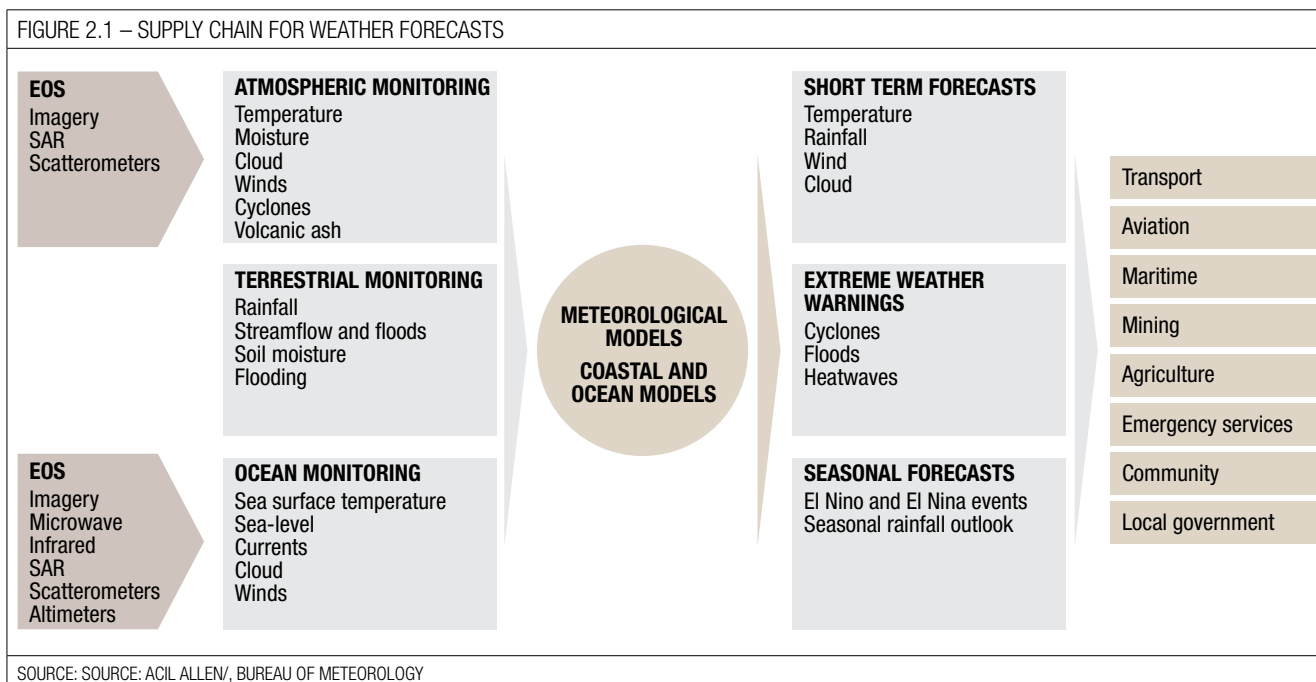 FIGURE 2.1 – SUPPLY CHAIN FOR WEATHER FORECASTS
EOS
Imagery
SAR
Scatterometers
ATMOSPHERIC MONITORING
Temperature
Moisture
Cloud
Winds
Cyclones
Volcanic ash
TERRESTRIAL MONITORING
Rainfall
Streamflow and floods
Soil moisture
Flooding
EOS
Imagery
Microwave
Infrared
SAR
Scatterometers
Altimeters
OCEAN MONITORING
Sea surface temperature
Sea-level
Currents
Cloud
Winds
METEOROLOGICAL
MODELS
COASTAL AND
OCEAN MODELS
SHORT TERM FORECASTS
Temperature
Rainfall
Wind
Cloud
EXTREME WEATHER
WARNINGS
Cyclones
Floods
Heatwaves
SEASONAL FORECASTS
El Nino and El Nina events
Seasonal rainfall outlook
Transport
Aviation
Maritime
Mining
Agriculture
Emergency services
Community
Local government
SOURCE: SOURCE: ACIL ALLEN/, BUREAU OF METEOROLOGY